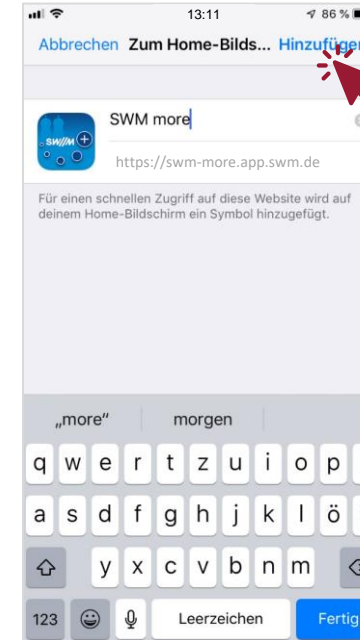 13:11 86 %
Abbrechen Zum Home-Bilds... Hinzufügen
SWM more
SW//M
https://swm-more.app.swm.de
Für einen schnellen Zugriff auf diese Website wird auf
deinem Home-Bildschirm ein Symbol hinzugefügt.
„more“ morgen
q w e r t z u i o p
a s d f g h j k l ö
y x c v b n m
123 Leerzeichen Fertig